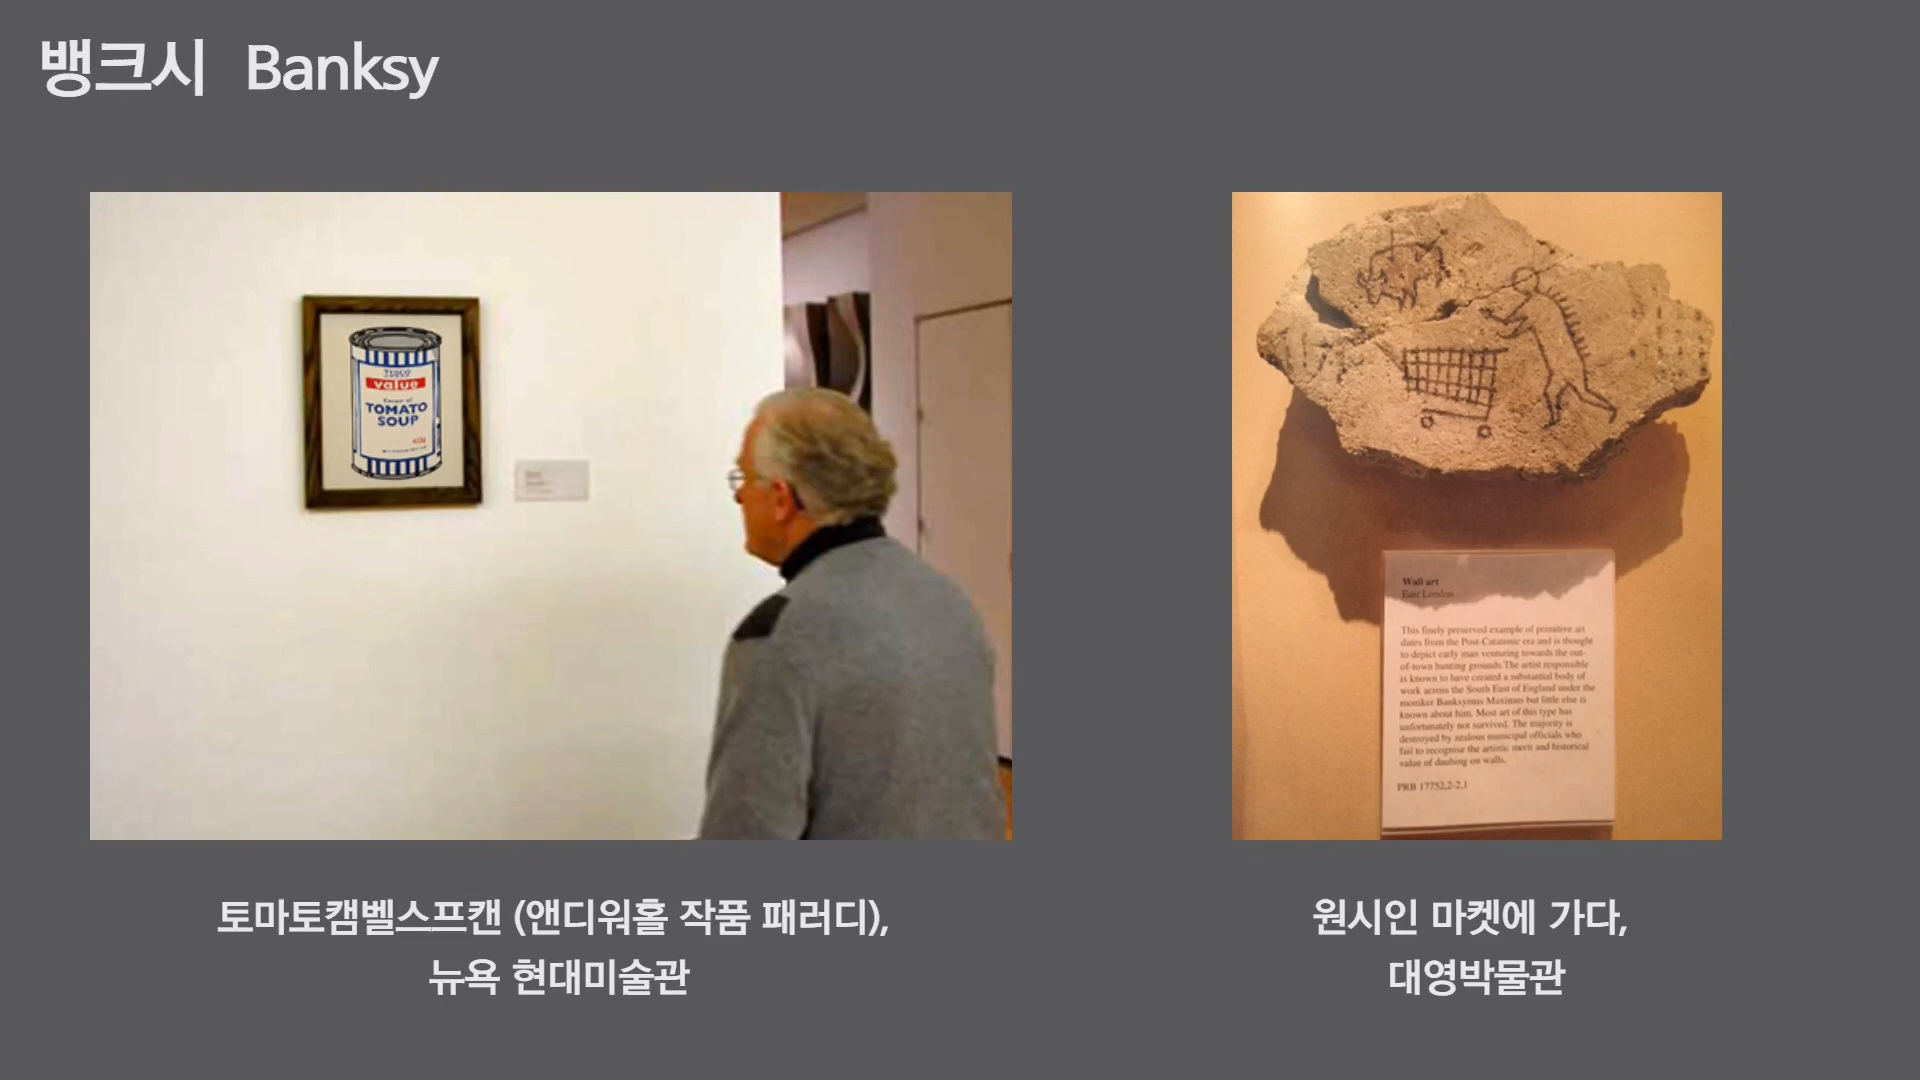 뱅크시 Banksy
value
TOMATO
SOUP
Wall art
East London
This finely preserved example of primitive art
dates from the Post-Catatonic era and is thought
to depict early man venturing towards the out-
of-town hunting grounds. The artist responsible
is known to have created a substantial body of
work across the South East of England under the
moniker Banksymus Maximus but little else is
known about him. Most art of this type has
unfortunately not survived. The majority is
destroyed by zealous municipal officials who
fail to recognise the artistic merit and historical
value of daubing on walls.
PRB 17752,2-2,1
토마토캠벨스프캔 (앤디워홀 작품 패러디),
뉴욕 현대미술관
원시인 마켓에 가다,
대영박물관